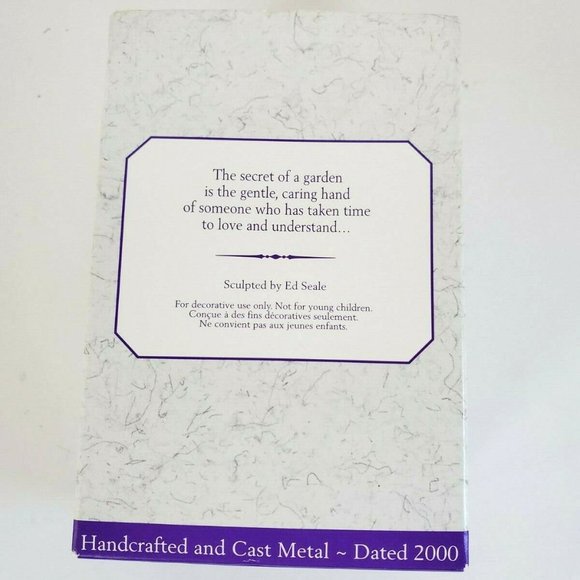 The secret of a garden
is the gentle, caring hand
of someone who has taken time
to love and understand...
Sculpted by Ed Seale
For decorative use only. Not for young children.
Conçue à des fins décoratives seulement.
Ne convient pas aux jeunes enfants.
Handcrafted and Cast Metal ~ Dated 2000